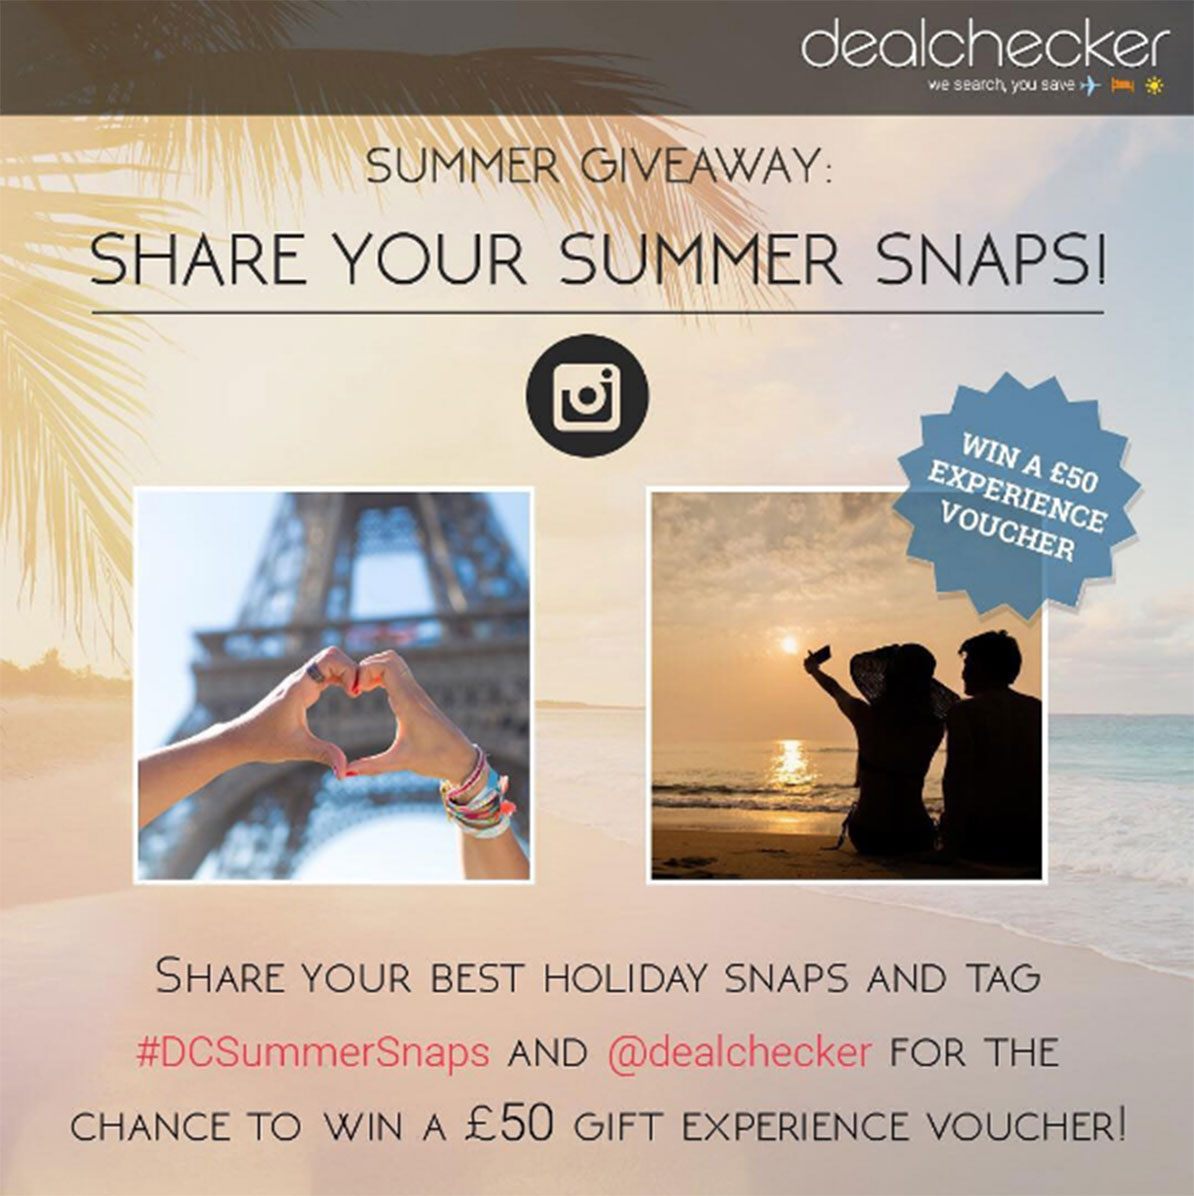 dealchecker
we search, you save
SUMMER GIVEAWAY:
SHARE YOUR SUMMER SNAPS!
WIN A £50
EXPERIENCE
VOUCHER
SHARE YOUR BEST HOLIDAY SNAPS AND TAG
#DCSummerSnaps AND @dealchecker FOR THE
CHANCE TO WIN A £50 GIFT EXPERIENCE VOUCHER!